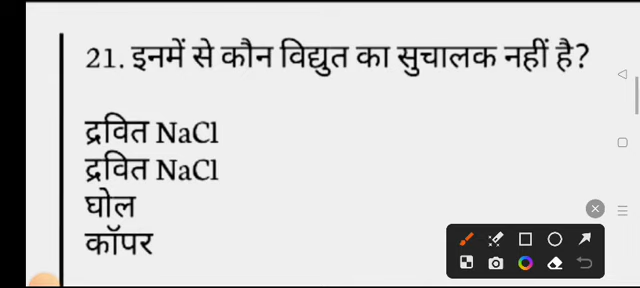 21. इनमें से कौन विद्युत का सुचालक नहीं है?
द्रवित NaCl
द्रवित NaCl
घोल
कॉपर